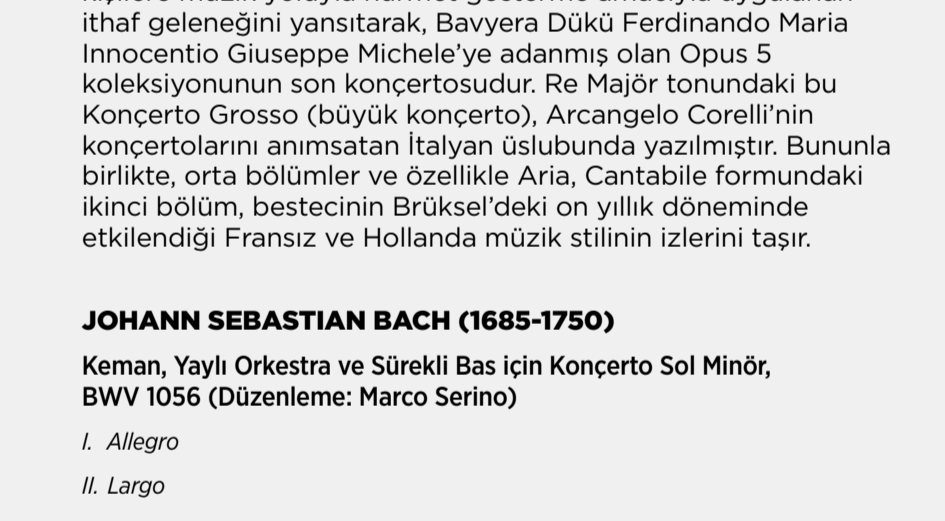 ithaf geleneğini yansıtarak, Bavyera Dükü Ferdinando Maria
Innocentio Giuseppe Michele’ye adanmış olan Opus 5
koleksiyonunun son konçertosudur. Re Majör tonundaki bu
Konçerto Grosso (büyük konçerto), Arcangelo Corelli’nin
konçertolarını anımsatan İtalyan üslubunda yazılmıştır. Bununla
birlikte, orta bölümler ve özellikle Aria, Cantabile formundaki
ikinci bölüm, bestecinin Brüksel’deki on yıllık döneminde
etkilendiği Fransız ve Hollanda müzik stilinin izlerini taşır.
JOHANN SEBASTIAN BACH (1685-1750)
Keman, Yaylı Orkestra ve Sürekli Bas için Konçerto Sol Minör,
BWV 1056 (Düzenleme: Marco Serino)
I. Allegro
II. Largo